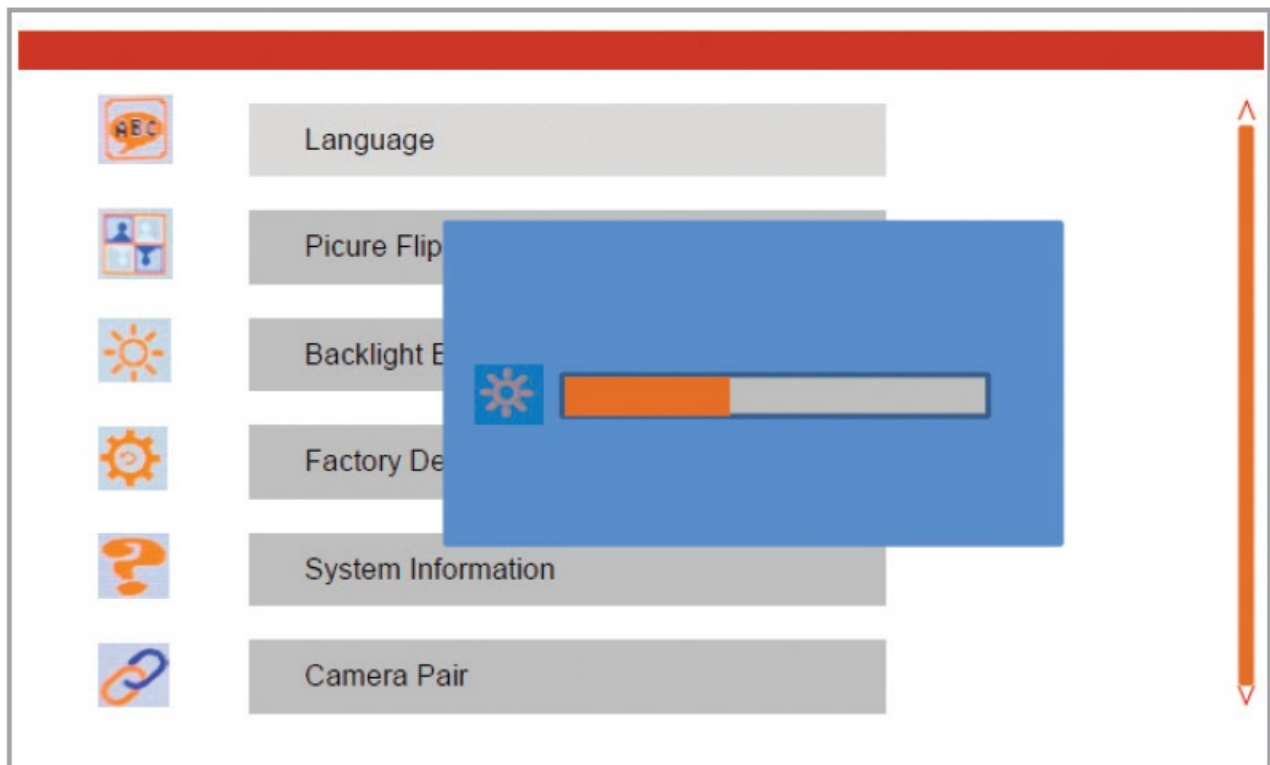 ABC
Language
Picure Flip
Backlight
Factory De
System Information
Camera Pair